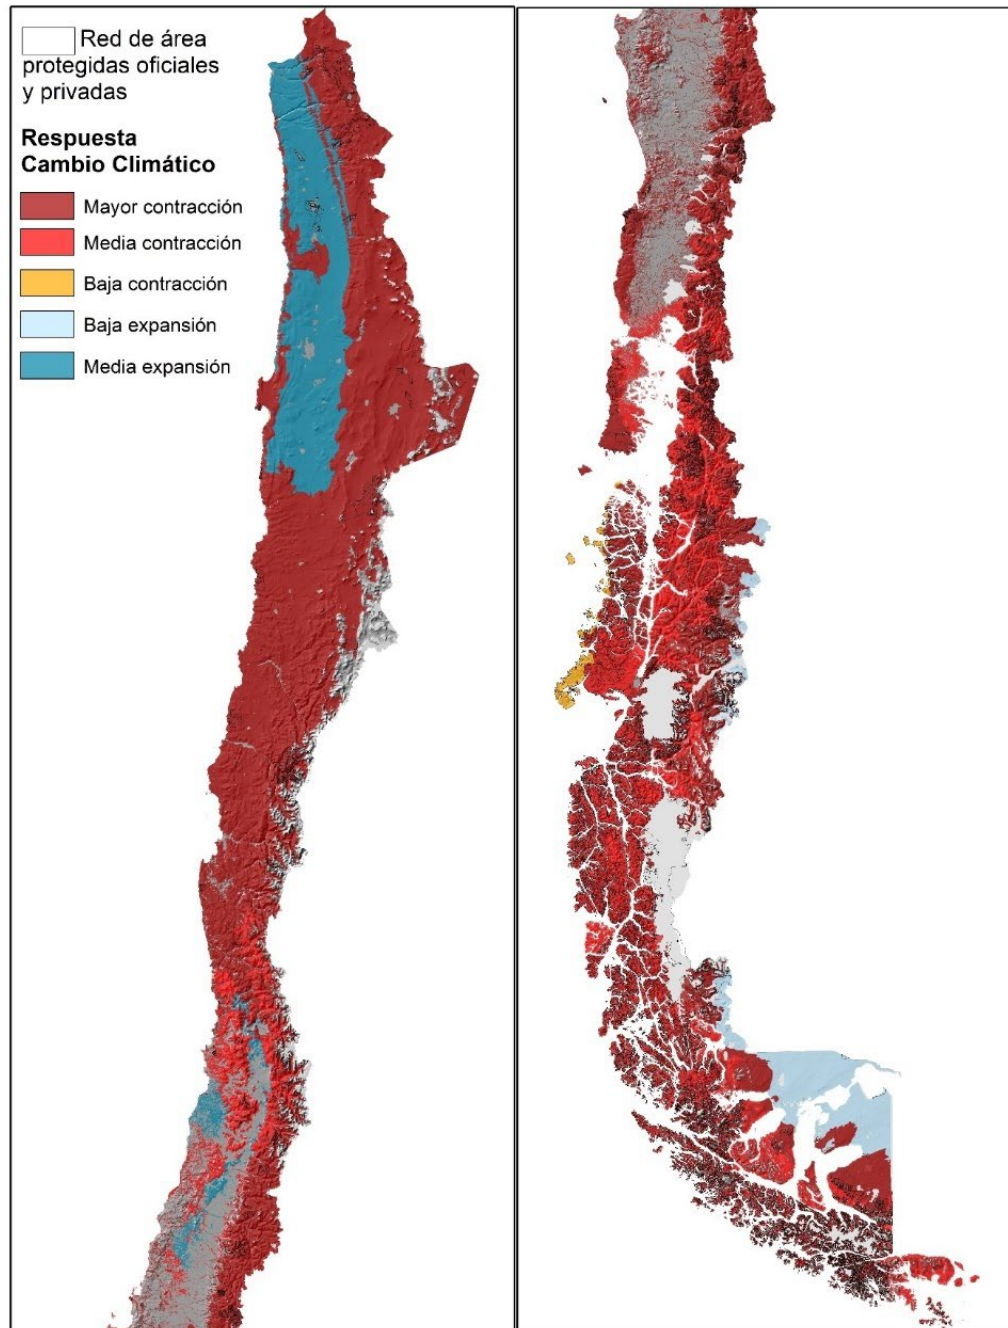 Red de área
protegidas oficiales
y privadas
Respuesta
Cambio Climático
Mayor contracción
Media contracción
Baja contracción
Baja expansión
Media expansión